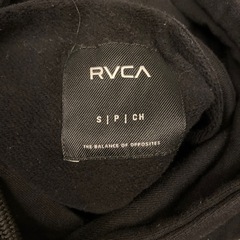 RVCA
S | P | CH
THE BALANCE OF OPPOSITES